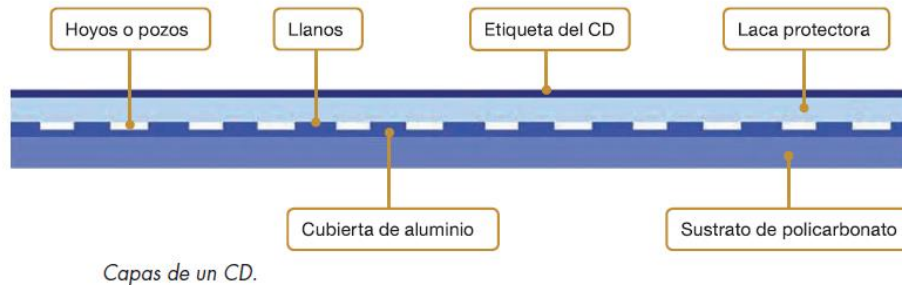 Hoyos o pozos
Llanos
Etiqueta del CD
Laca protectora
Cubierta de aluminio
Sustrato de policarbonato
Capas de un CD.